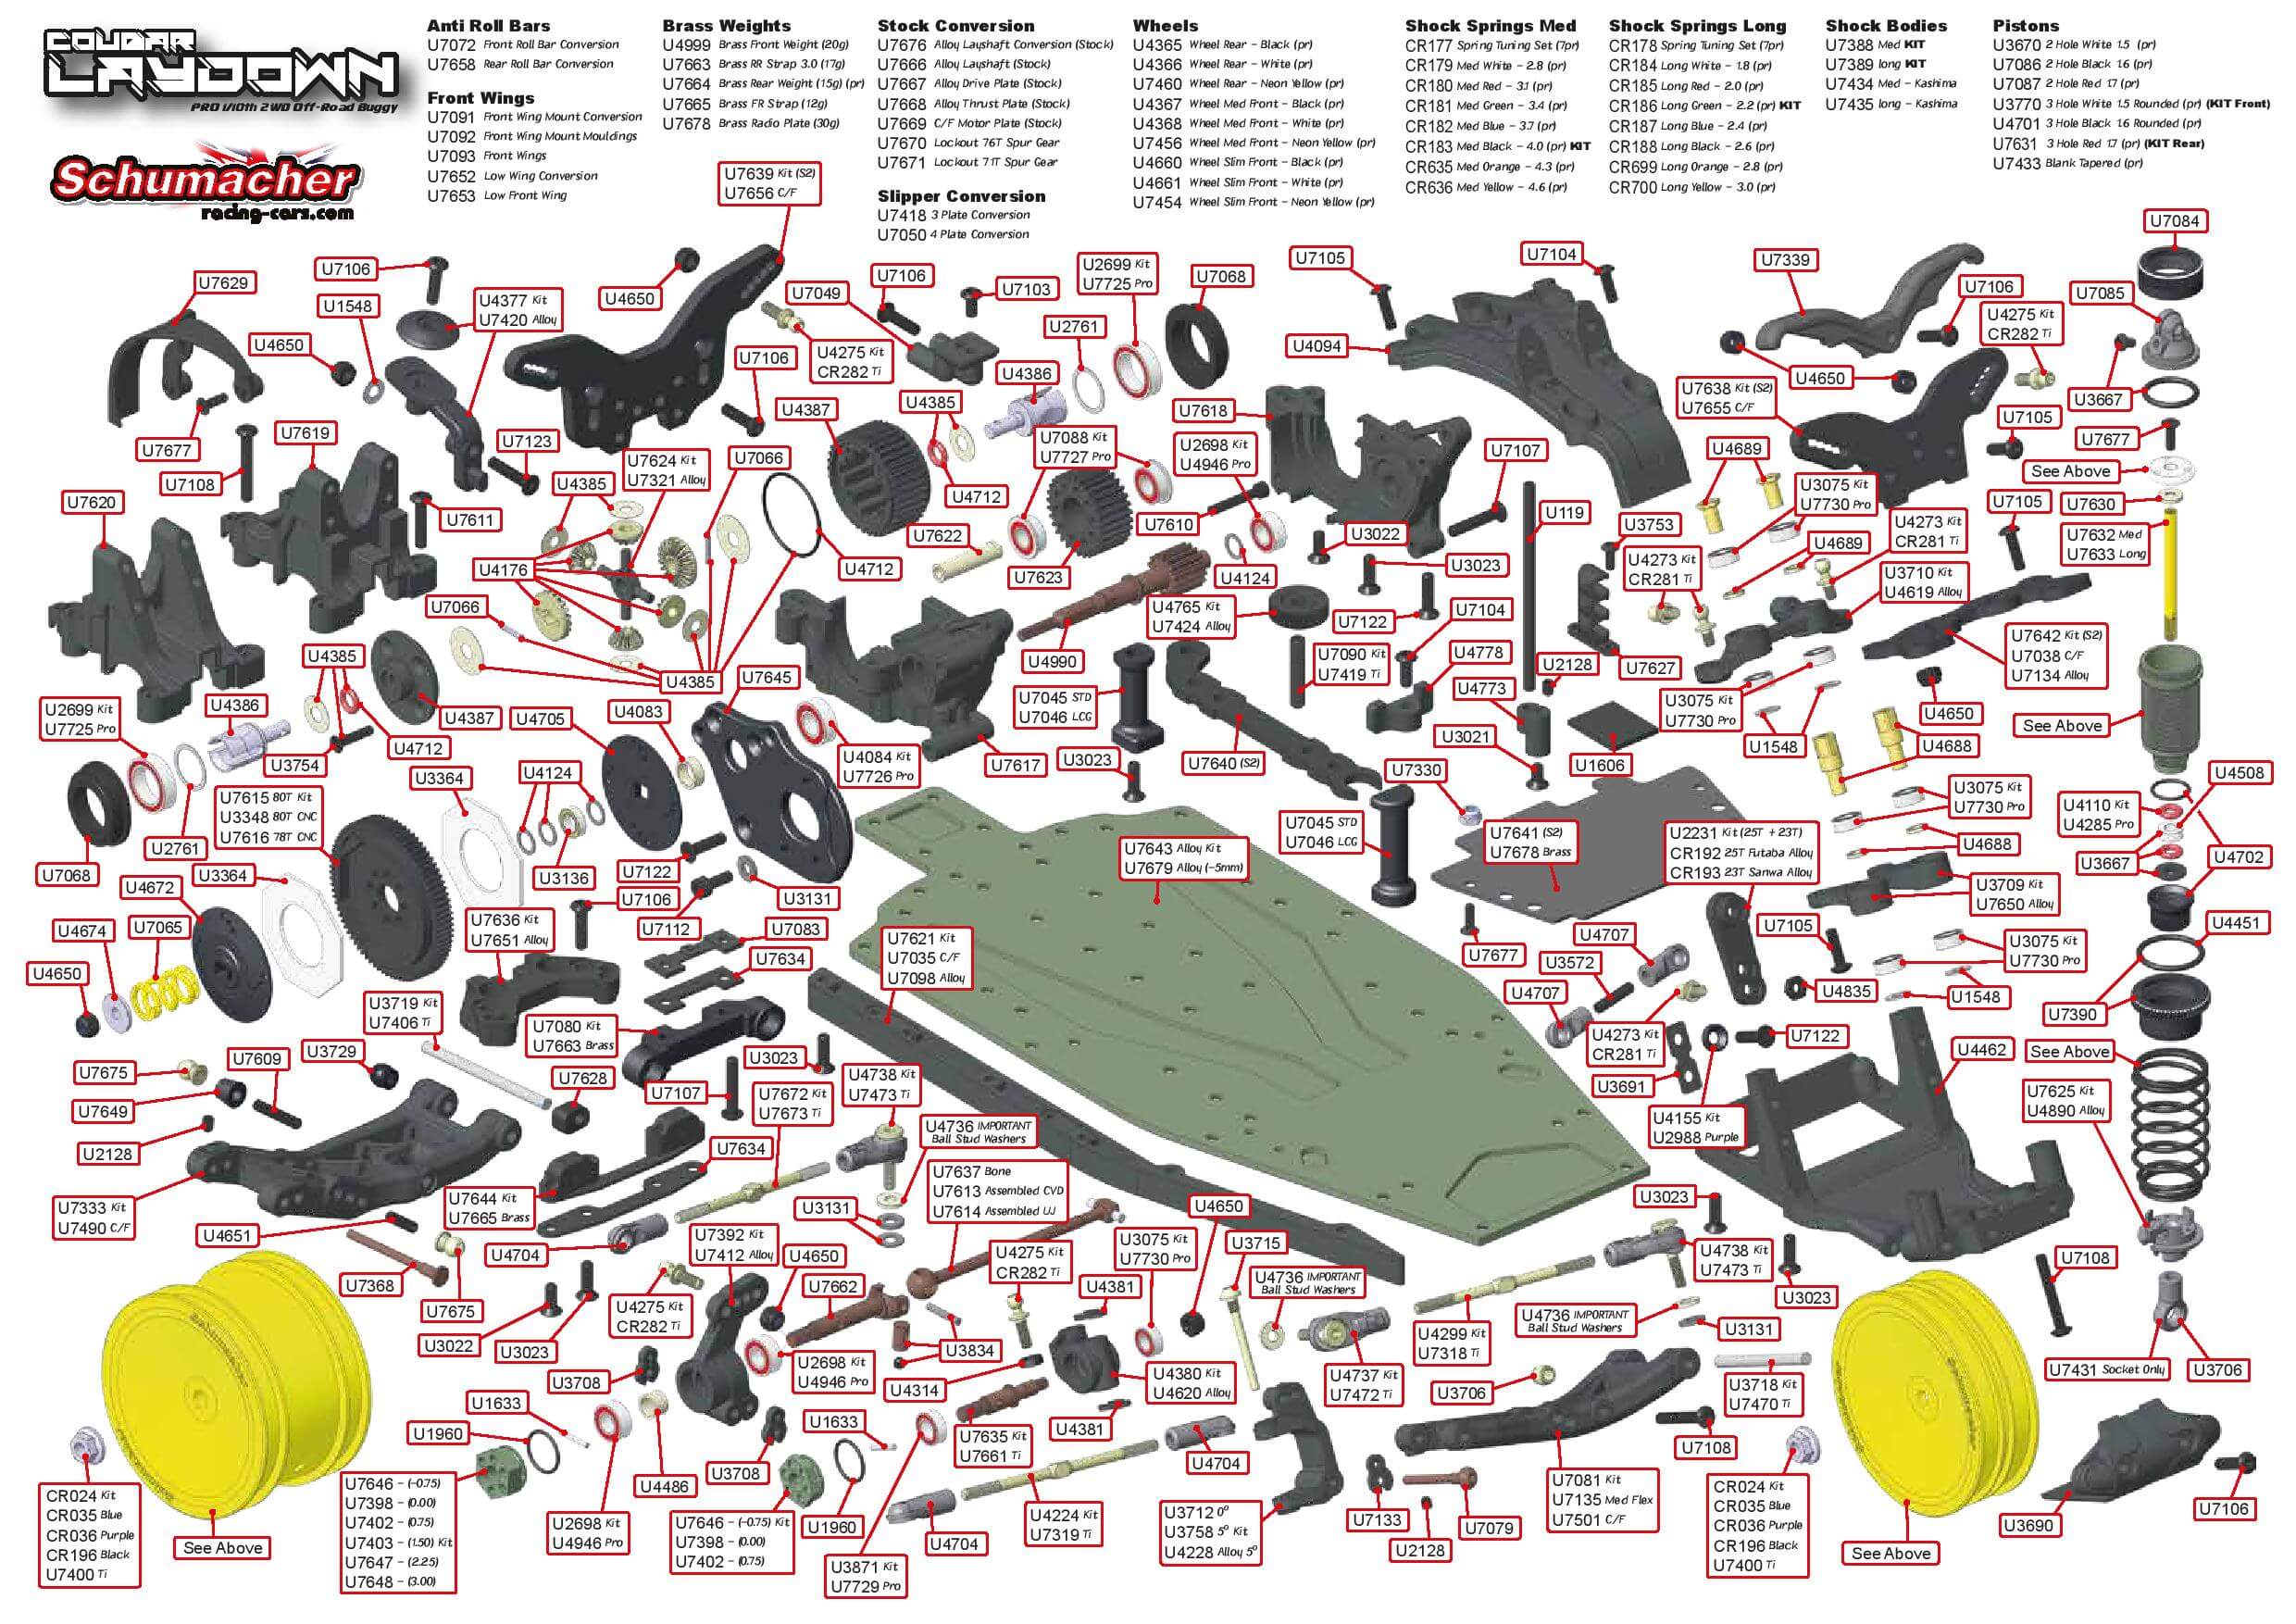 COUGAR
LAYDOWN
PRO 1/10th 2WD Off-Road Buggy
Schumacher
racing-cars.com
Anti Roll Bars
U7072 Front Roll Bar Conversion
U7658 Rear Roll Bar Conversion
Front Wings
U7091 Front Wing Mount Conversion
U7092 Front Wing Mount Mouldings
U7093 Front Wings
U7652 Low Wing Conversion
U7653 Low Front Wing
Brass Weights
U4999 Brass Front Weight (20g)
U7663 Brass RR Strap 3.0 (17g)
U7664 Brass Rear Weight (15g) (pr)
U7665 Brass FR Strap (12g)
U7678 Brass Radio Plate (30g)
Stock Conversion
U7676 Alloy Layshaft Conversion (Stock)
U7666 Alloy Layshaft (Stock)
U7667 Alloy Drive Plate (Stock)
U7668 Alloy Thrust Plate (Stock)
U7669 C/F Motor Plate (Stock)
U7670 Lockout 76T Spur Gear
U7671 Lockout 71T Spur Gear
Slipper Conversion
U7418 3 Plate Conversion
U7050 4 Plate Conversion
Wheels
U4365 Wheel Rear - Black (pr)
U4366 Wheel Rear - White (pr)
U7460 Wheel Rear - Neon Yellow (pr)
U4367 Wheel Med Front - Black (pr)
U4368 Wheel Med Front - White (pr)
U7456 Wheel Med Front - Neon Yellow (pr)
U4660 Wheel Slim Front - Black (pr)
U4661 Wheel Slim Front - White (pr)
U7454 Wheel Slim Front - Neon Yellow (pr)
Shock Springs Med
CR177 Spring Tuning Set (7pr)
CR179 Med White - 2.8 (pr)
CR180 Med Red - 3.1 (pr)
CR181 Med Green - 3.4 (pr)
CR182 Med Blue - 3.7 (pr)
CR183 Med Black - 4.0 (pr) KIT
CR635 Med Orange - 4.3 (pr)
CR636 Med Yellow - 4.6 (pr)
Shock Springs Long
CR178 Spring Tuning Set (7pr)
CR184 Long White - 1.8 (pr)
CR185 Long Red - 2.0 (pr)
CR186 Long Green - 2.2 (pr) KIT
CR187 Long Blue - 2.4 (pr)
CR188 Long Black - 2.6 (pr)
CR699 Long Orange - 2.8 (pr)
CR700 Long Yellow - 3.0 (pr)
Shock Bodies
U7388 Med KIT
U7389 long KIT
U7434 Med - Kashima
U7435 long - Kashima
Pistons
U3670 2 Hole White 1.5 (pr)
U7086 2 Hole Black 1.6 (pr)
U7087 2 Hole Red 1.7 (pr)
U3770 3 Hole White 1.5 Rounded (pr) (KIT Front)
U4701 3 Hole Black 1.6 Rounded (pr)
U7631 3 Hole Red 1.7 (pr) (KIT Rear)
U7433 Blank Tapered (pr)
U7639 Kit (S2)
U7656 C/F
U7084
U7629
U7106
U1548
U4377 Kit
U7420 Alloy
U4650
U4650
U7049
U7106
U7103
U2699 Kit
U7725 Pro
U7068
U7105
U7104
U7339
U7106
U7085
U4275 Kit
CR282 Ti
U2761
U4094
U4275 Kit
CR282 Ti
U7106
U4386
U4650
U3667
U7638 Kit (S2)
U7655 C/F
U7105
U7677
U7619
U7123
U7108
U4387
U4385
U7618
U7088 Kit
U7727 Pro
U2698 Kit
U4946 Pro
U7107
U4689
U7677
See Above
U7624 Kit
U7321 Alloy
U7066
U4385
U4712
U7620
U7611
U7610
U119
U3753
U3075 Kit
U7730 Pro
U7105
U7630
U7622
U3022
U4273 Kit
CR281 Ti
U4689
U4273 Kit
CR281 Ti
U7632 Med
U7633 Long
U4176
U4712
U7623
U4124
U3023
U3710 Kit
U4619 Alloy
U7066
U4765 Kit
U7424 Alloy
U7122
U7104
U4385
U4990
U7090 Kit
U7419 Ti
U4778
U2128
U7627
U7642 Kit (S2)
U7038 C/F
U7134 Alloy
U4385
U7645
U7045 STD
U7046 LCG
U4773
U3075 Kit
U7730 Pro
U4650
U2699 Kit
U7725 Pro
U4386
U4387
U4705
U4083
U4712
U3754
U4084 Kit
U7726 Pro
U7617
U3023
U7640 (S2)
U3021
U1606
U1548
U4688
See Above
U3364
U4124
U7330
U3075 Kit
U7730 Pro
U4508
U7615 80T Kit
U3348 80T CNC
U7616 78T CNC
U4110 Kit
U4285 Pro
U2761
U7045 STD
U7046 LCG
U7641 (S2)
U7678 Brass
U2231 Kit (25T + 23T)
CR192 25T Futaba Alloy
CR193 23T Sanwa Alloy
U4688
U7643 Alloy Kit
U7679 Alloy (-5mm)
U7068
U4672
U3364
U3136
U7122
U3131
U3667
U4702
U7106
U3709 Kit
U7650 Alloy
U4674
U7065
U7636 Kit
U7651 Alloy
U7112
U7083
U7621 Kit
U7035 C/F
U7098 Alloy
U7677
U4707
U7105
U4451
U7634
U3572
U3075 Kit
U7730 Pro
U4650
U4707
U4835
U1548
U7390
U3719 Kit
U7406 Ti
U7080 Kit
U7663 Brass
U4273 Kit
CR281 Ti
U7122
U4462
See Above
U7675
U7609
U3729
U3023
U7628
U7107
U4738 Kit
U7473 Ti
U3691
U7625 Kit
U4890 Alloy
U7649
U7672 Kit
U7673 Ti
U4155 Kit
U2988 Purple
U2128
U4736 IMPORTANT
Ball Stud Washers
U7634
U7637 Bone
U7613 Assembled CVD
U7614 Assembled UJ
U7333 Kit
U7490 C/F
U7644 Kit
U7665 Brass
U3131
U4650
U3023
U4651
U4704
U7392 Kit
U7412 Alloy
U4650
U3075 Kit
U7730 Pro
U3715
U4738 Kit
U7473 Ti
U7108
U7368
U7675
U7662
U4275 Kit
CR282 Ti
U4381
U4736 IMPORTANT
Ball Stud Washers
U3023
U4275 Kit
CR282 Ti
U4736 IMPORTANT
Ball Stud Washers
U3131
U3022
U3023
U3834
U4299 Kit
U7318 Ti
U2698 Kit
U4946 Pro
U4314
U4380 Kit
U4620 Alloy
U4737 Kit
U7472 Ti
U3706
U3718 Kit
U7470 Ti
U7431 Socket Only
U3706
U3708
U1633
U1633
U4381
U1960
U7635 Kit
U7661 Ti
U4704
U7108
U3708
U4486
U7646 - (-0.75)
U7398 - (0.00)
U7402 - (0.75)
U7403 - (1.50) Kit
U7647 - (2.25)
U7648 - (3.00)
CR024 Kit
CR035 Blue
CR036 Purple
CR196 Black
U7400 Ti
See Above
U2698 Kit
U4946 Pro
U7646 - (-0.75) Kit
U7398 - (0.00)
U7402 - (0.75)
U1960
U3871 Kit
U7729 Pro
U4704
U4224 Kit
U7319 Ti
U3712 0°
U3758 5° Kit
U4228 Alloy 5°
U7133
U2128
U7079
U7081 Kit
U7135 Med Flex
U7501 C/F
CR024 Kit
CR035 Blue
CR036 Purple
CR196 Black
U7400 Ti
See Above
U3690
U7106